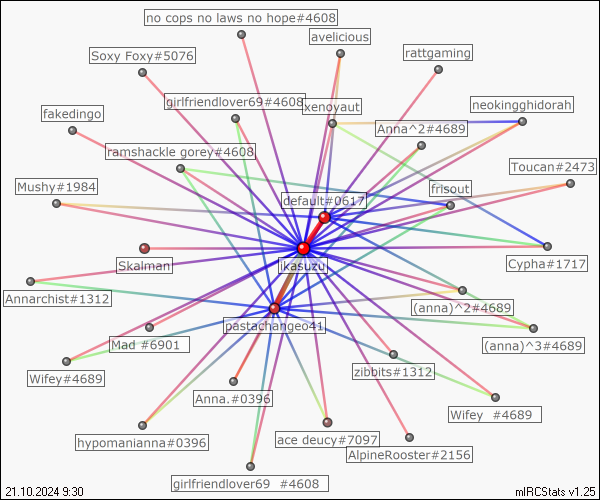 no cops no laws no hope#4608
avelicious
Soxy Foxy#5076
rattgaming
girlfriendlover69#4608
xenoyaut
neokingghidorah
fakedingo
Anna^2#4689
ramshackle gorey#4608
Toucan#2473
Mushy#1984
frisout
default#0617
Skalman
ikasuzu
Cypha#1717
Annarchist#1312
(anna)^2#4689
pastachangeo41
Mad #6901
(anna)^3#4689
Wifey#4689
zibbits#1312
Anna.#0396
Wifey  #4689
hypomanianna#0396
ace deucy#7097
AlpineRooster#2156
girlfriendlover69  #4608
21.10.2024 9:30
mIRCStats v1.25